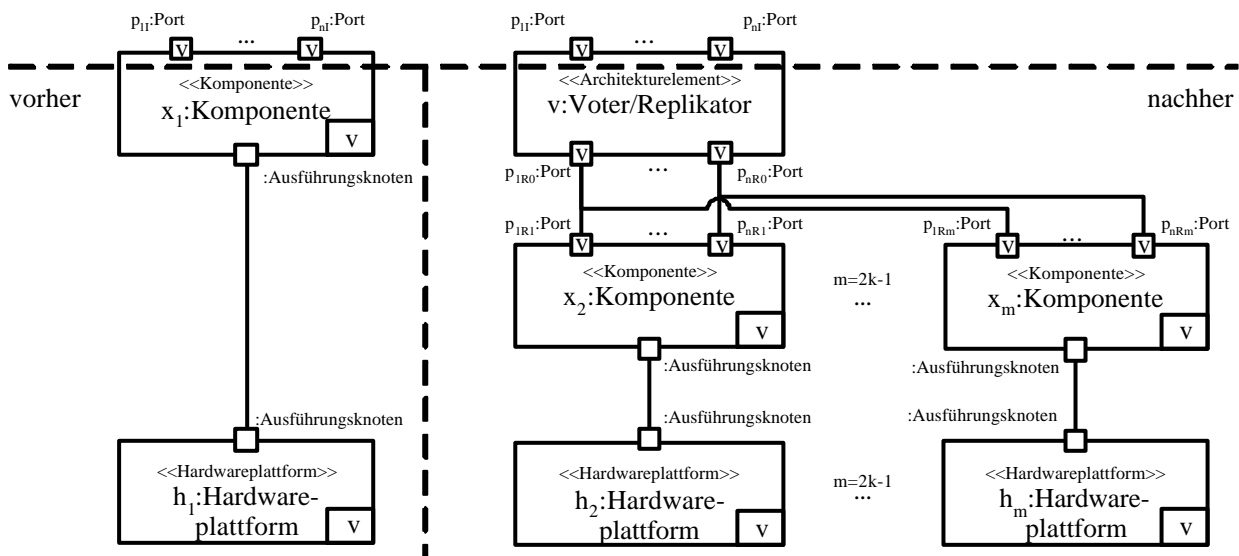 p1I:Port ... pnI:Port
v v
<<Komponente>>
vorher
x1:Komponente
v
:Ausführungsknoten
:Ausführungsknoten
<<Hardwareplattform>>
h1:Hardware-
plattform
v
p1I:Port ... pnI:Port
v v
<<Architekturelement>>
v:Voter/Replikator
nachher
v v
p1R0:Port ... pnR0:Port
p1R1:Port ... pnR1:Port
v v
<<Komponente>>
x2:Komponente
v
:Ausführungsknoten
:Ausführungsknoten
<<Hardwareplattform>>
h2:Hardware-
plattform
v
m=2k-1
...
m=2k-1
...
p1Rm:Port ... pnRm:Port
v v
<<Komponente>>
xm:Komponente
v
:Ausführungsknoten
:Ausführungsknoten
<<Hardwareplattform>>
hm:Hardware-
plattform
v